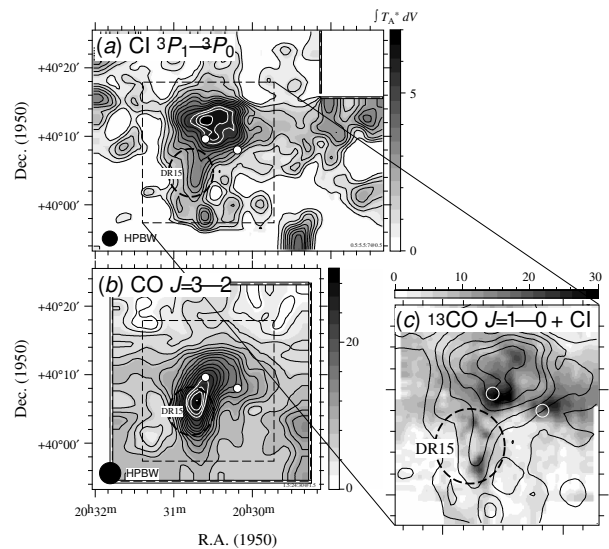 ∫ T_A* dV
(a) CI ³P₁—³P₀
+40°20′
+40°10′
+40°00′
Dec. (1950)
5
0
DR15
HPBW
(b) CO J=3—2
+40°20′
+40°10′
+40°00′
Dec. (1950)
20
0
DR15
HPBW
20ʰ32ᵐ 31ᵐ 20ʰ30ᵐ
R.A. (1950)
0 10 20 30
(c) ¹³CO J=1—0 + CI
DR15